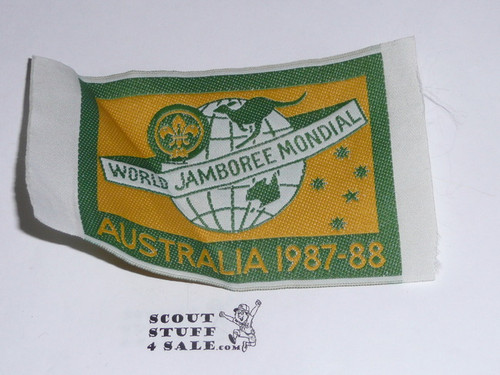 WORLD JAMBOREE MONDIAL
AUSTRALIA 1987-88
SCOUT
STUFF
4 SALE.COM